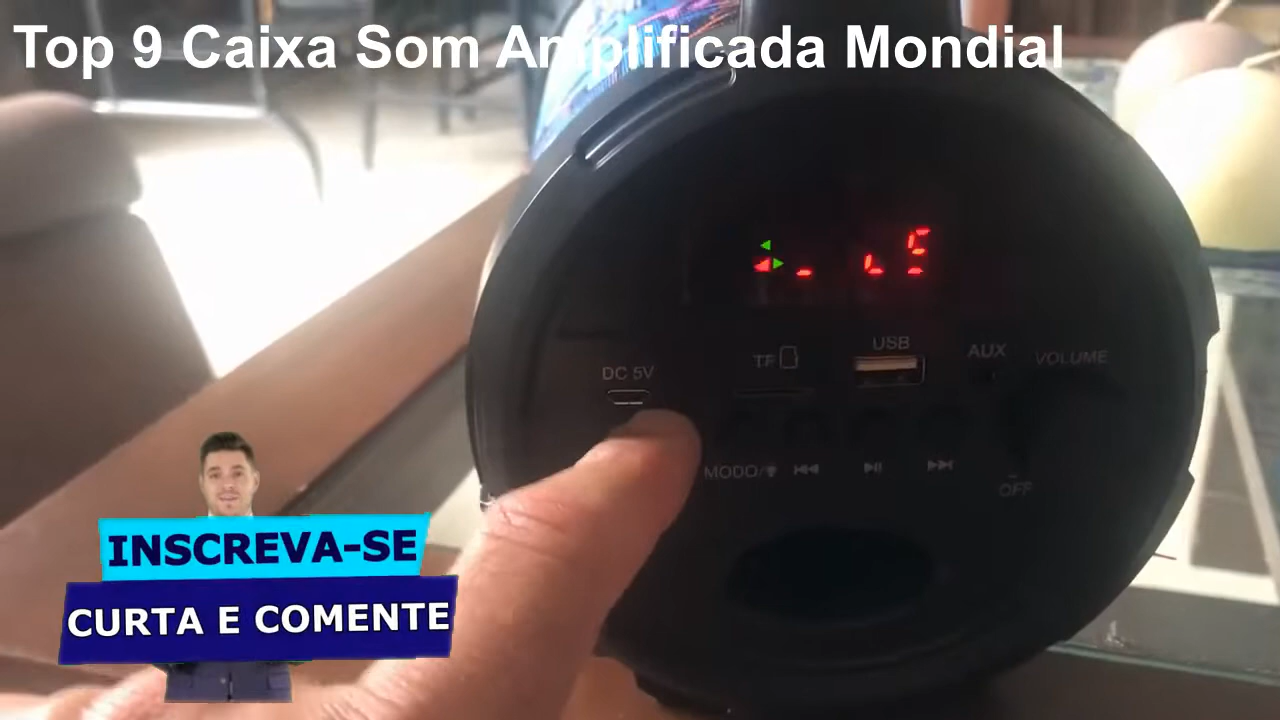 Top 9 Caixa Som Amplificada Mondial
USB
AUX
VOLUME
TF
DC 5V
MODO/
OFF
INSCREVA-SE
CURTA E COMENTE